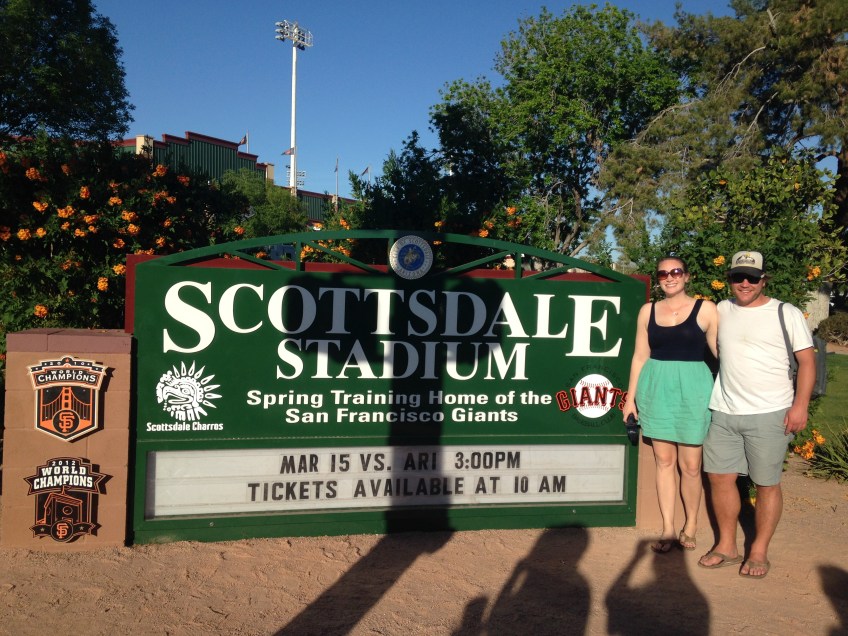 SCOTTSDALE
STADIUM
Spring Training Home of the
San Francisco Giants
GIANTS
Scottsdale Charros
MAR 15 VS. ARI 3:00PM
TICKETS AVAILABLE AT 10 AM
2010
WORLD
CHAMPIONS
SF
2012
WORLD
CHAMPIONS
SF